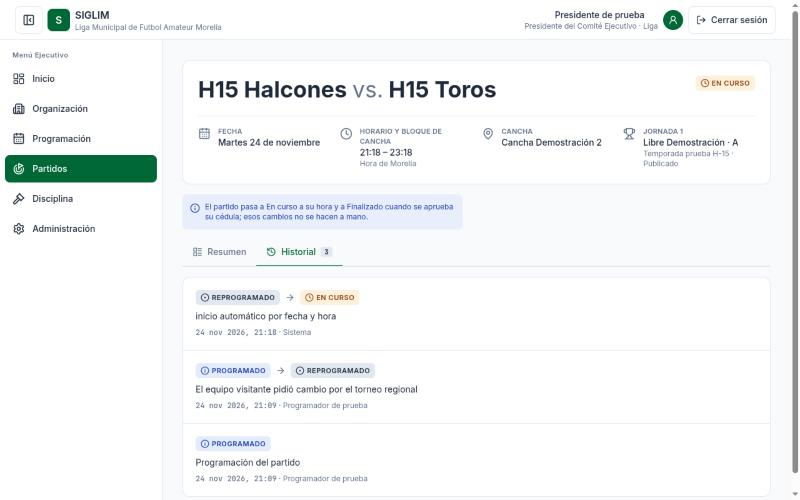 S
SIGLIM
Liga Municipal de Futbol Amateur Morelia
Presidente de prueba
Presidente del Comité Ejecutivo · Liga
Cerrar sesión
Menú Ejecutivo
Inicio
Organización
Programación
Partidos
Disciplina
Administración
H15 Halcones vs. H15 Toros
EN CURSO
FECHA
Martes 24 de noviembre
HORARIO Y BLOQUE DE
CANCHA
21:18 – 23:18
Hora de Morelia
CANCHA
Cancha Demostración 2
JORNADA 1
Libre Demostración · A
Temporada prueba H-15 ·
Publicado
El partido pasa a En curso a su hora y a Finalizado cuando se aprueba
su cédula; esos cambios no se hacen a mano.
Resumen
Historial 3
REPROGRAMADO → EN CURSO
inicio automático por fecha y hora
24 nov 2026, 21:18 · Sistema
PROGRAMADO → REPROGRAMADO
El equipo visitante pidió cambio por el torneo regional
24 nov 2026, 21:09 · Programador de prueba
PROGRAMADO
Programación del partido
24 nov 2026, 21:09 · Programador de prueba